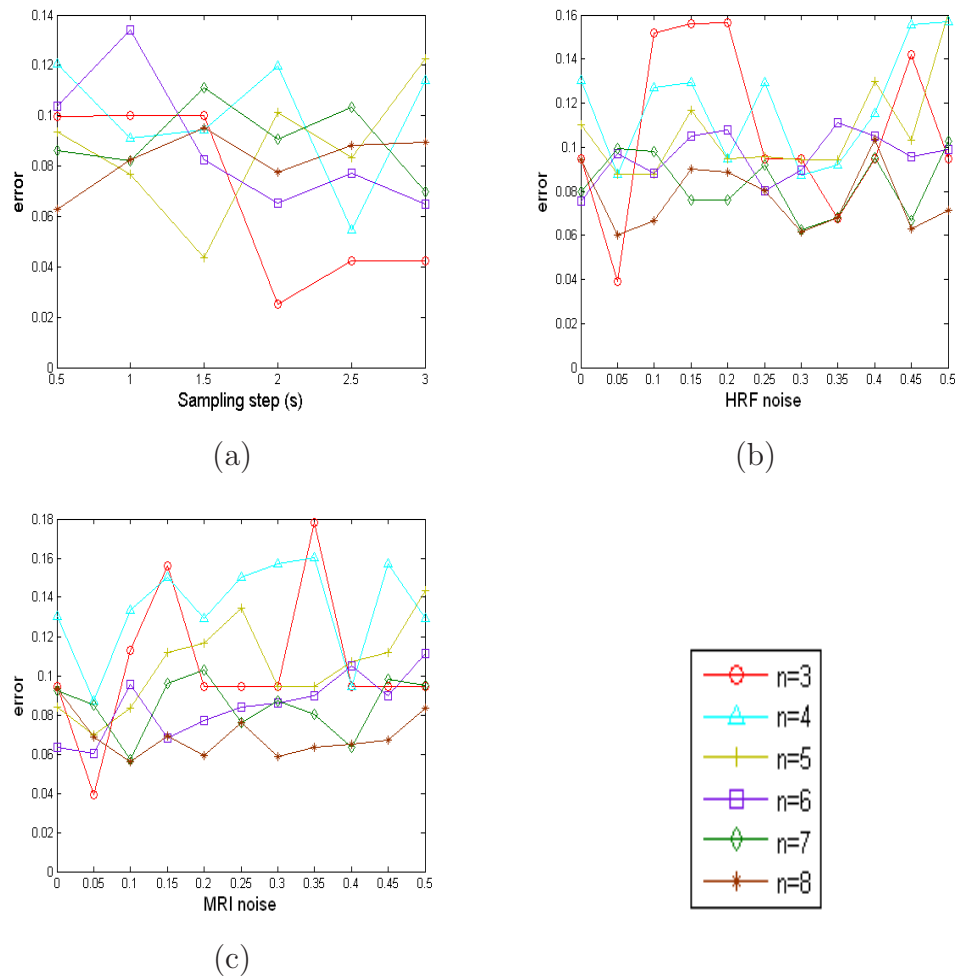 0.14
0.12
0.1
0.08
0.06
0.04
0.02
0
error
0.5 1 1.5 2 2.5 3
Sampling step (s)
(a)
0.16
0.14
0.12
0.1
0.08
0.06
0.04
0.02
0
error
0 0.05 0.1 0.15 0.2 0.25 0.3 0.35 0.4 0.45 0.5
HRF noise
(b)
0.18
0.16
0.14
0.12
0.1
0.08
0.06
0.04
0.02
0
error
0 0.05 0.1 0.15 0.2 0.25 0.3 0.35 0.4 0.45 0.5
MRI noise
(c)
n=3
n=4
n=5
n=6
n=7
n=8